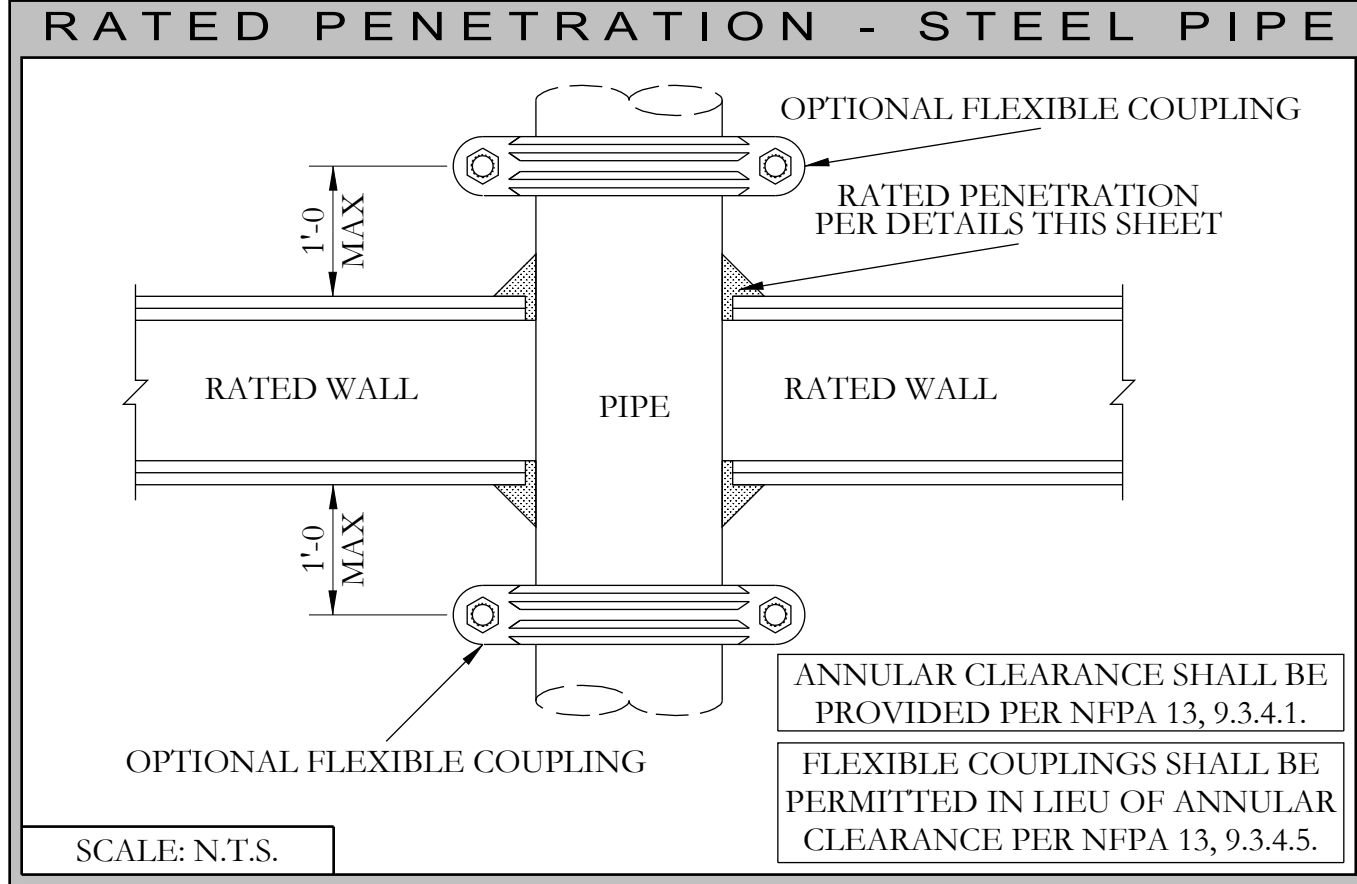 RATED PENETRATION - STEEL PIPE
OPTIONAL FLEXIBLE COUPLING
RATED PENETRATION
PER DETAILS THIS SHEET
1'-0
MAX
RATED WALL
PIPE
RATED WALL
1'-0
MAX
OPTIONAL FLEXIBLE COUPLING
ANNULAR CLEARANCE SHALL BE
PROVIDED PER NFPA 13, 9.3.4.1.
FLEXIBLE COUPLINGS SHALL BE
PERMITTED IN LIEU OF ANNULAR
CLEARANCE PER NFPA 13, 9.3.4.5.
SCALE: N.T.S.